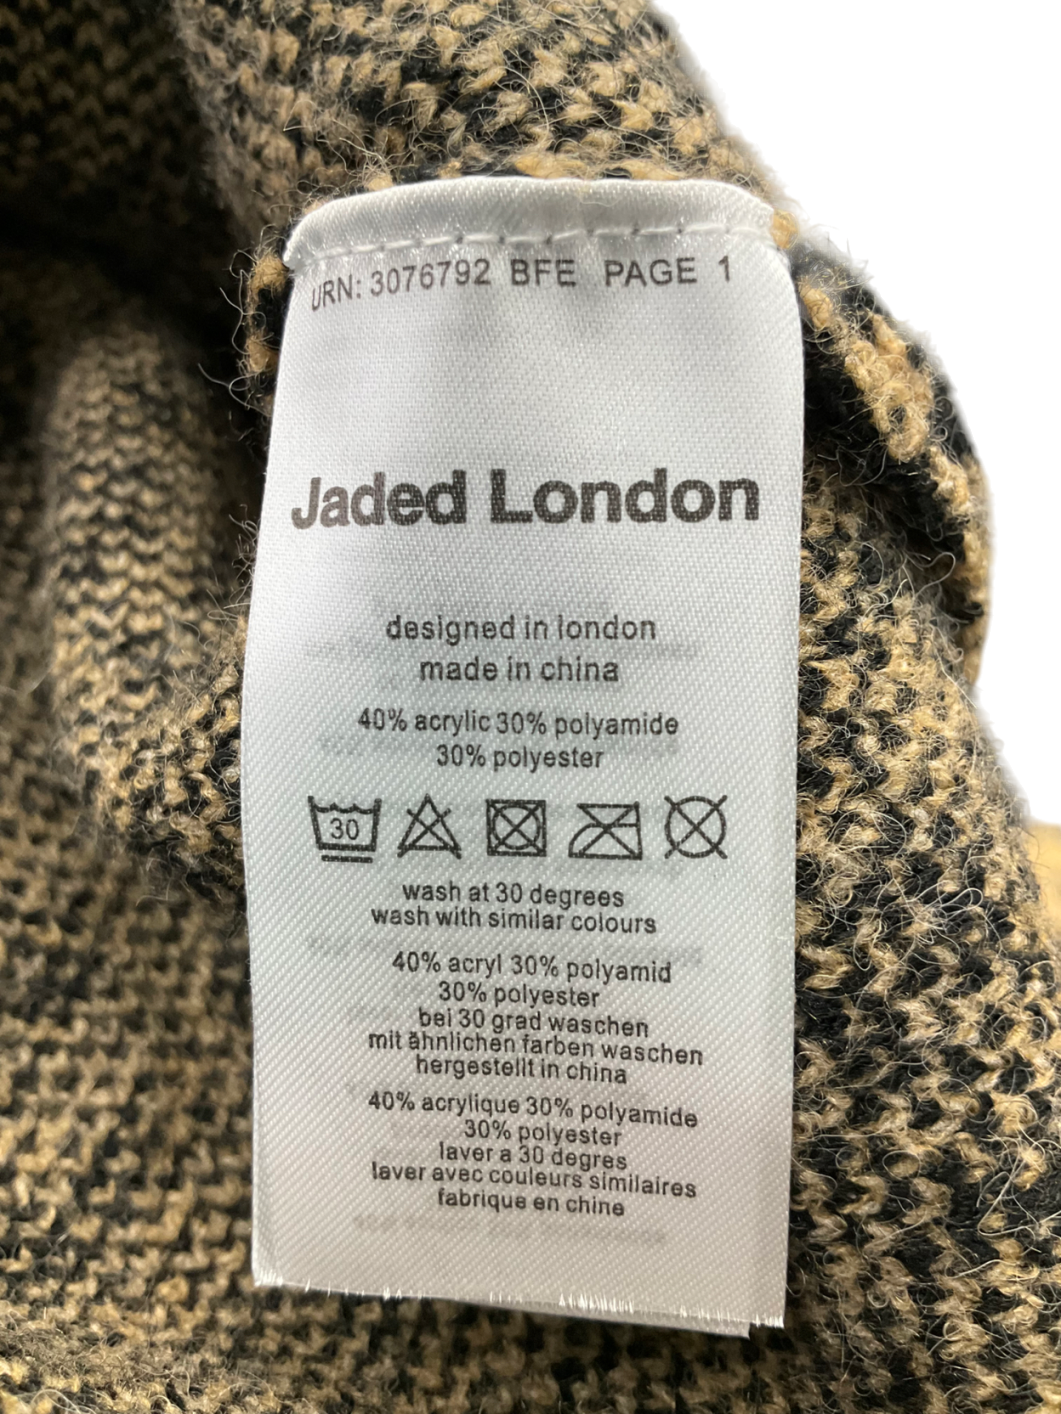 URN: 3076792 BFE PAGE 1
Jaded London
designed in london
made in china
40% acrylic 30% polyamide
30% polyester
30
wash at 30 degrees
wash with similar colours
40% acryl 30% polyamid
30% polyester
bei 30 grad waschen
mit ähnlichen farben waschen
hergestellt in china
40% acrylique 30% polyamide
30% polyester
laver a 30 degres
laver avec couleurs similaires
fabrique en chine